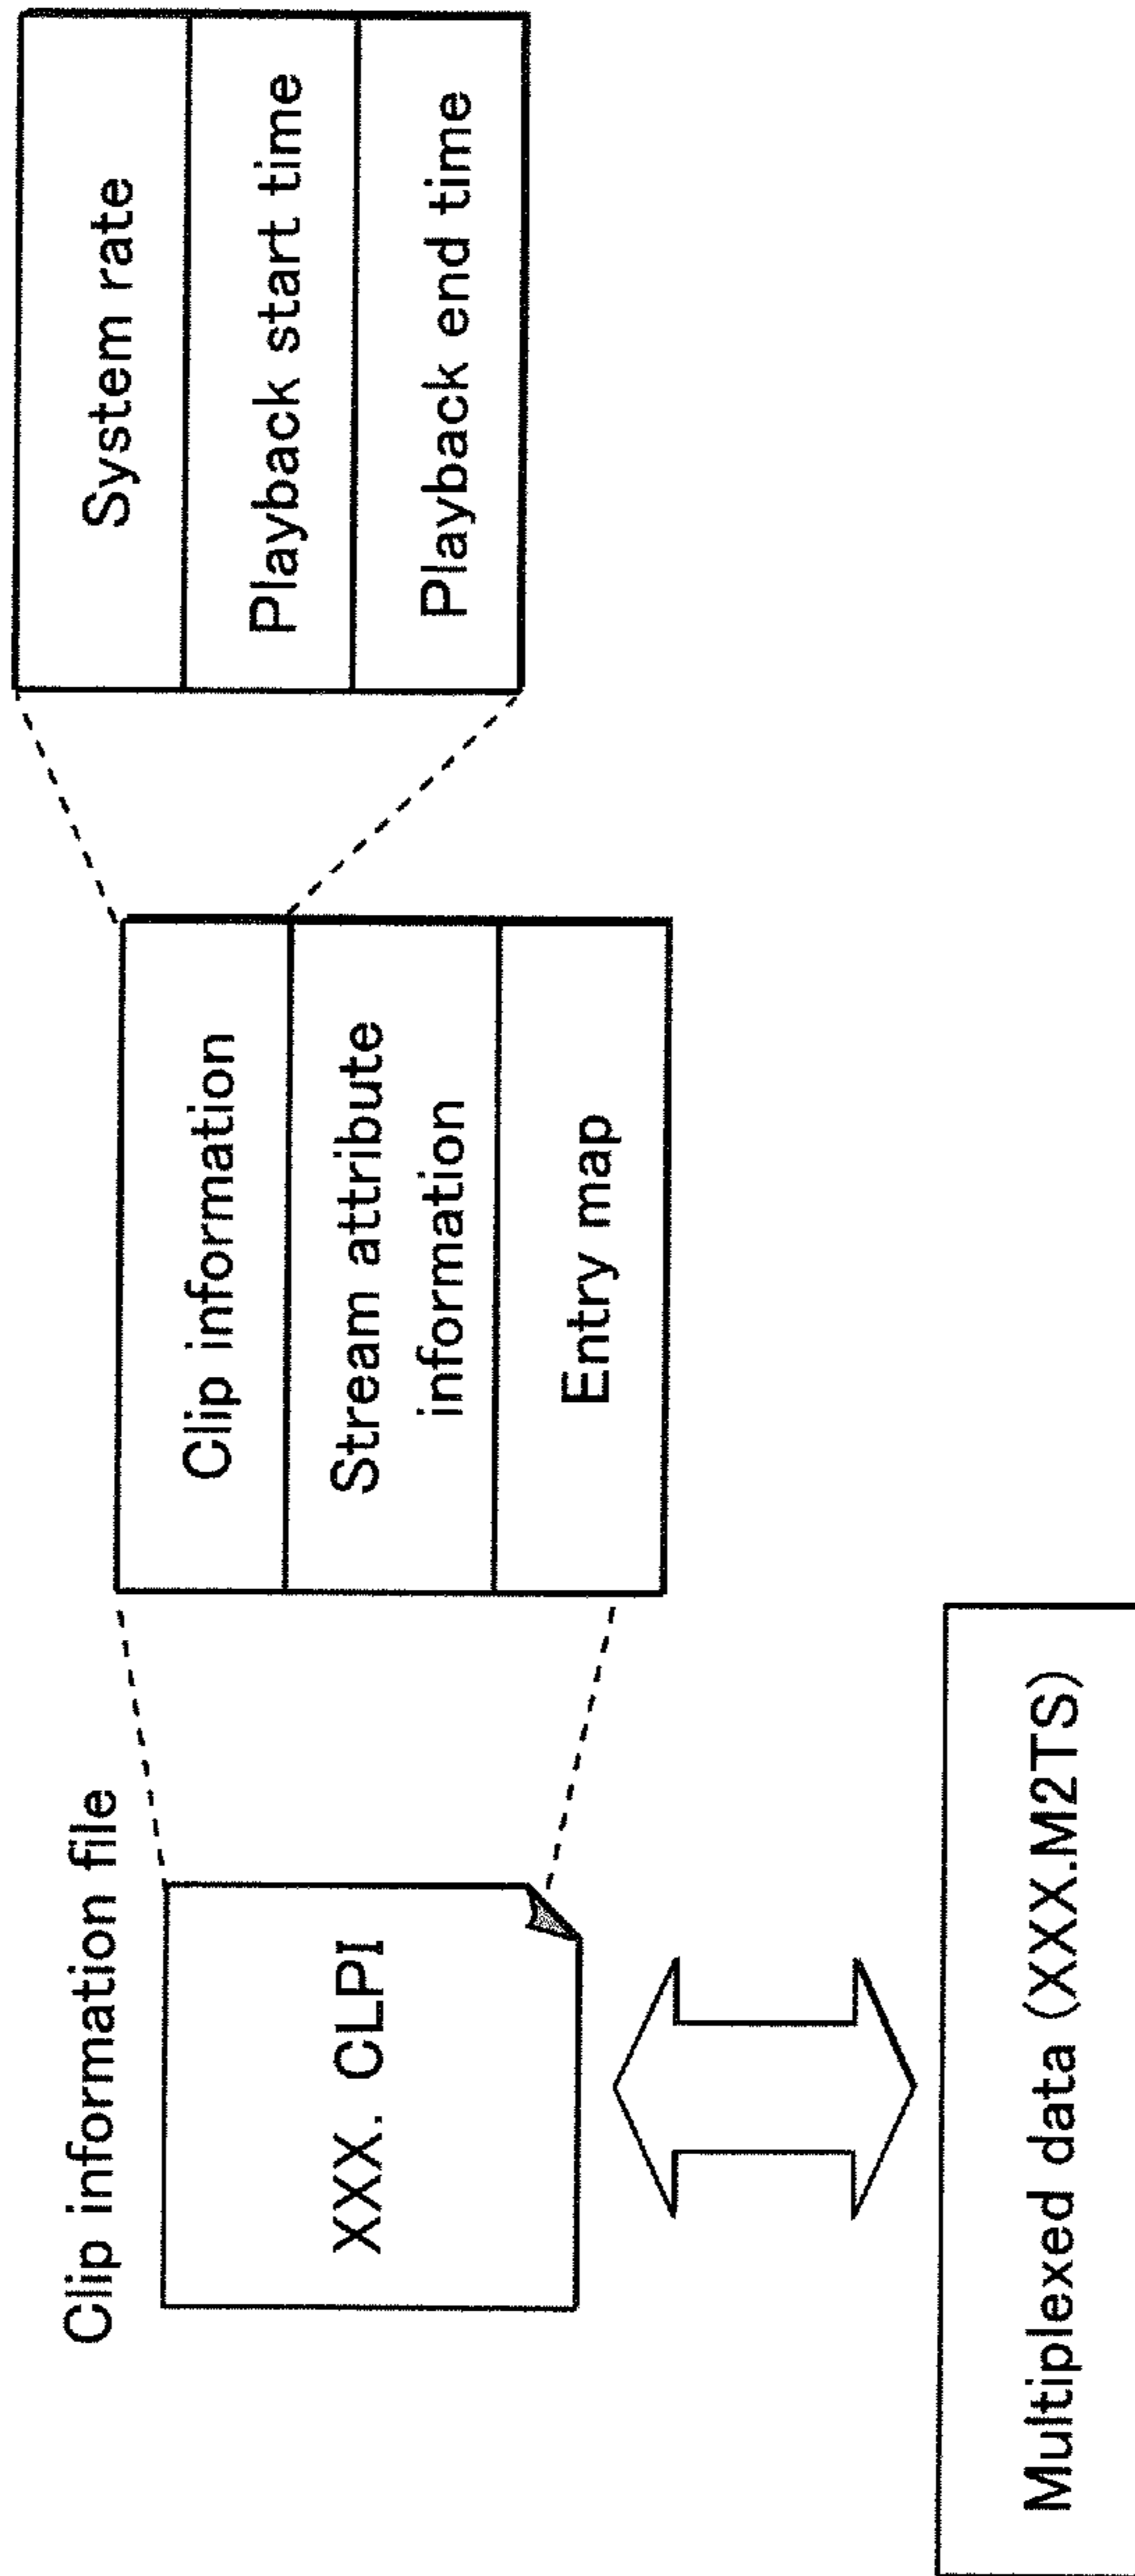 Clip information file
XXX. CLPI
Multiplexed data (XXX.M2TS)
Clip information
Stream attribute
information
Entry map
System rate
Playback start time
Playback end time